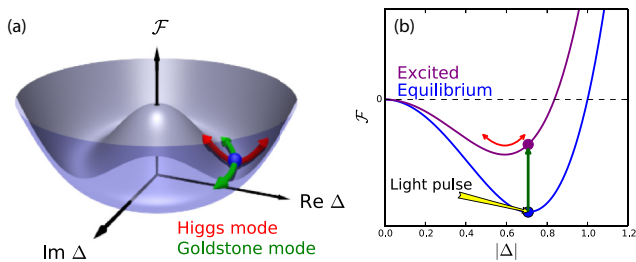 (a)
ℱ
Re Δ
Im Δ
Higgs mode
Goldstone mode
(b)
Excited
Equilibrium
0
ℱ
Light pulse
0.0 0.2 0.4 0.6 0.8 1.0 1.2
|Δ|